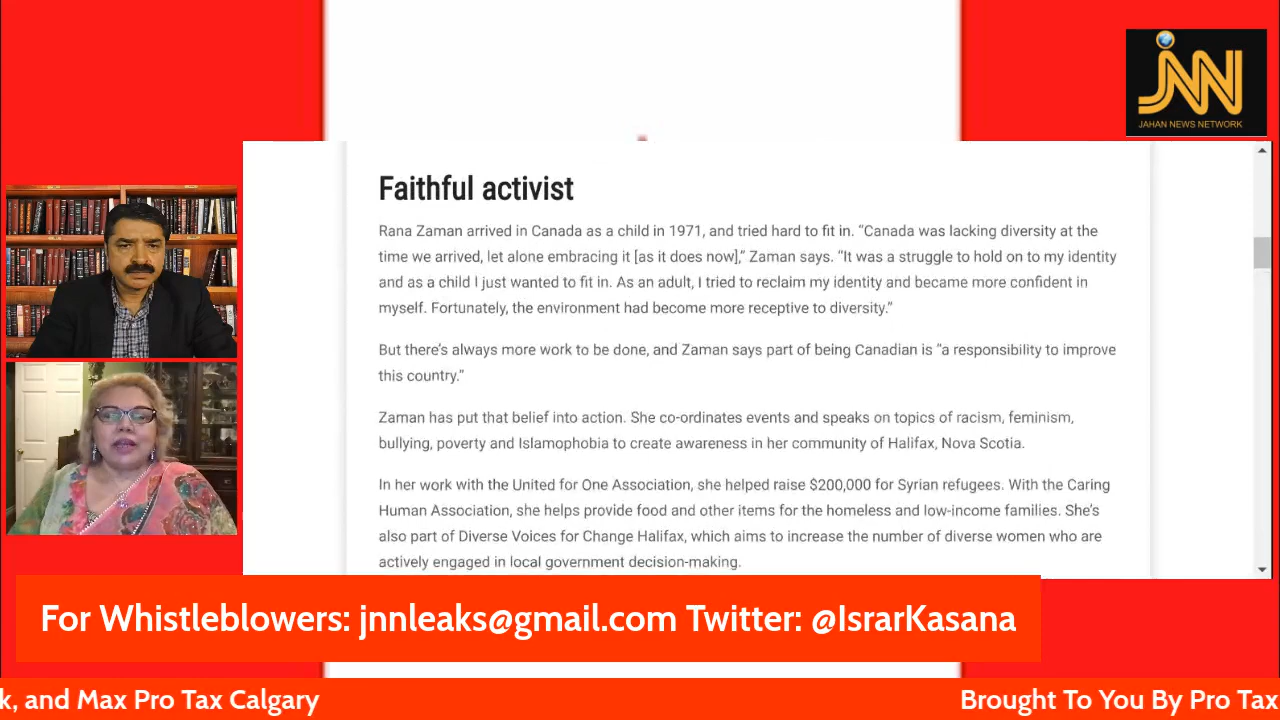 JNN
JAHAN NEWS NETWORK
Faithful activist
Rana Zaman arrived in Canada as a child in 1971, and tried hard to fit in. “Canada was lacking diversity at the
time we arrived, let alone embracing it [as it does now],” Zaman says. “It was a struggle to hold on to my identity
and as a child I just wanted to fit in. As an adult, I tried to reclaim my identity and became more confident in
myself. Fortunately, the environment had become more receptive to diversity.”
But there’s always more work to be done, and Zaman says part of being Canadian is “a responsibility to improve
this country.”
Zaman has put that belief into action. She co-ordinates events and speaks on topics of racism, feminism,
bullying, poverty and Islamophobia to create awareness in her community of Halifax, Nova Scotia.
In her work with the United for One Association, she helped raise $200,000 for Syrian refugees. With the Caring
Human Association, she helps provide food and other items for the homeless and low-income families. She’s
also part of Diverse Voices for Change Halifax, which aims to increase the number of diverse women who are
actively engaged in local government decision-making.
For Whistleblowers: jnnleaks@gmail.com Twitter: @IsrarKasana
k, and Max Pro Tax Calgary
Brought To You By Pro Tax